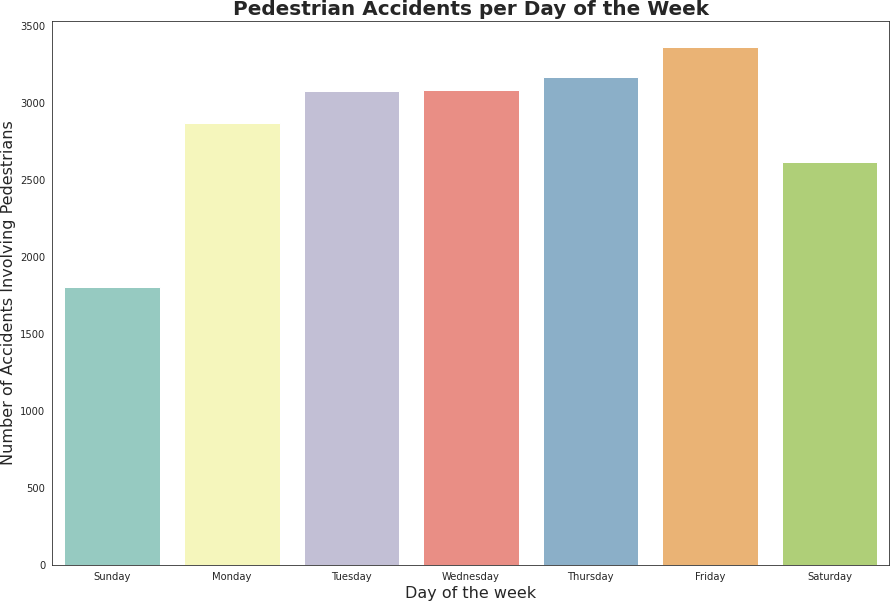 Pedestrian Accidents per Day of the Week
Number of Accidents Involving Pedestrians
3500
3000
2500
2000
1500
1000
500
0
Sunday Monday Tuesday Wednesday Thursday Friday Saturday
Day of the week